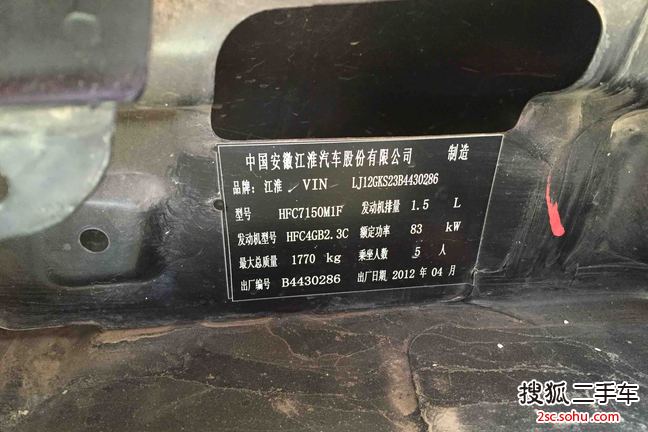 中国安徽江淮汽车股份有限公司 制造
品牌: 江淮 VIN LJ12GKS23B4430286
型号 HFC7150M1F 发动机排量 1.5 L
发动机型号 HFC4GB2.3C 额定功率 83 kW
最大总质量 1770 kg 乘坐人数 5 人
出厂编号 B4430286 出厂日期 2012 年 04 月
搜狐二手车
2sc.sohu.com